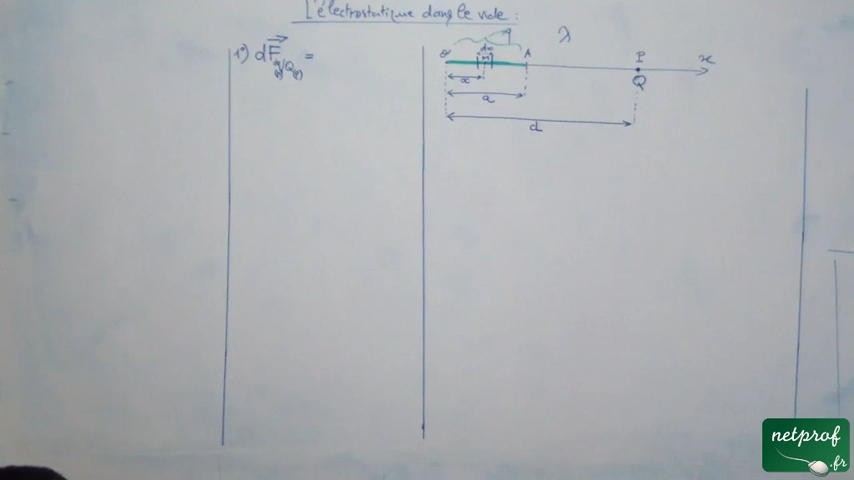 L'électrostatique dans le vide :
1°) dF q/Q =
q λ
O dx A P x
M Q
x
a
d
netprof
.fr